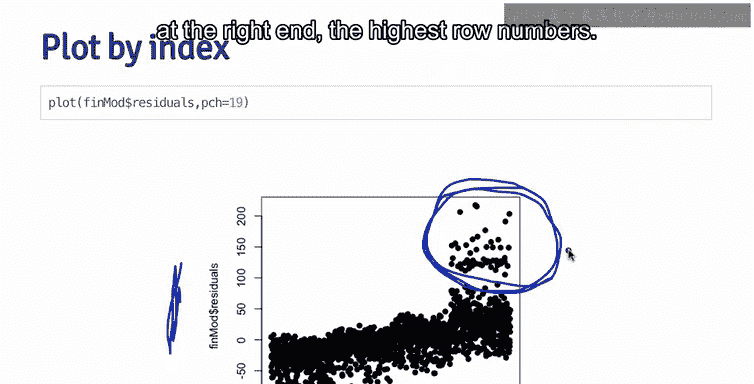 at the right end, the highest row numbers.
Plot by index
plot(finMod$residuals,pch=19)
finMod$residuals
200
150
100
50
0
-50